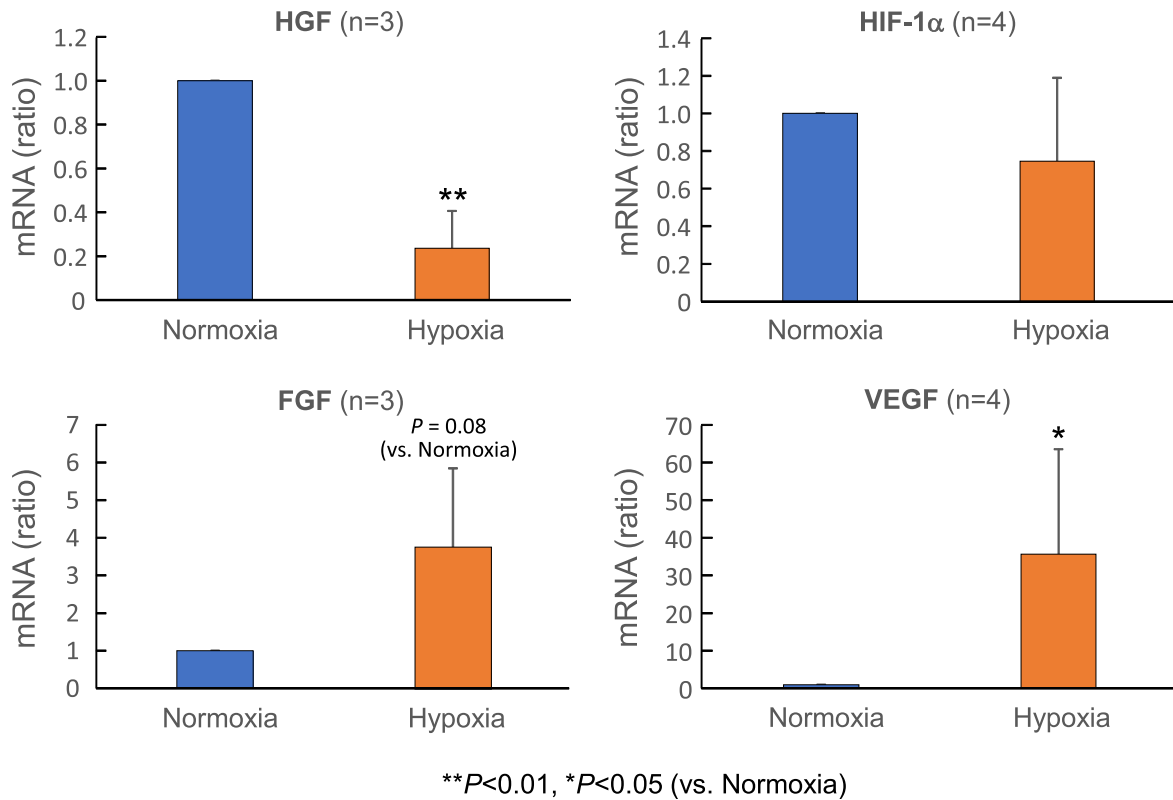 HGF (n=3)
mRNA (ratio)
1.2
1.0
0.8
0.6
0.4
0.2
0
**
Normoxia Hypoxia
HIF-1α (n=4)
mRNA (ratio)
1.4
1.2
1.0
0.8
0.6
0.4
0.2
0
Normoxia Hypoxia
FGF (n=3)
mRNA (ratio)
7
6
5
4
3
2
1
0
P = 0.08
(vs. Normoxia)
Normoxia Hypoxia
VEGF (n=4)
mRNA (ratio)
70
60
50
40
30
20
10
0
*
Normoxia Hypoxia
**P<0.01, *P<0.05 (vs. Normoxia)